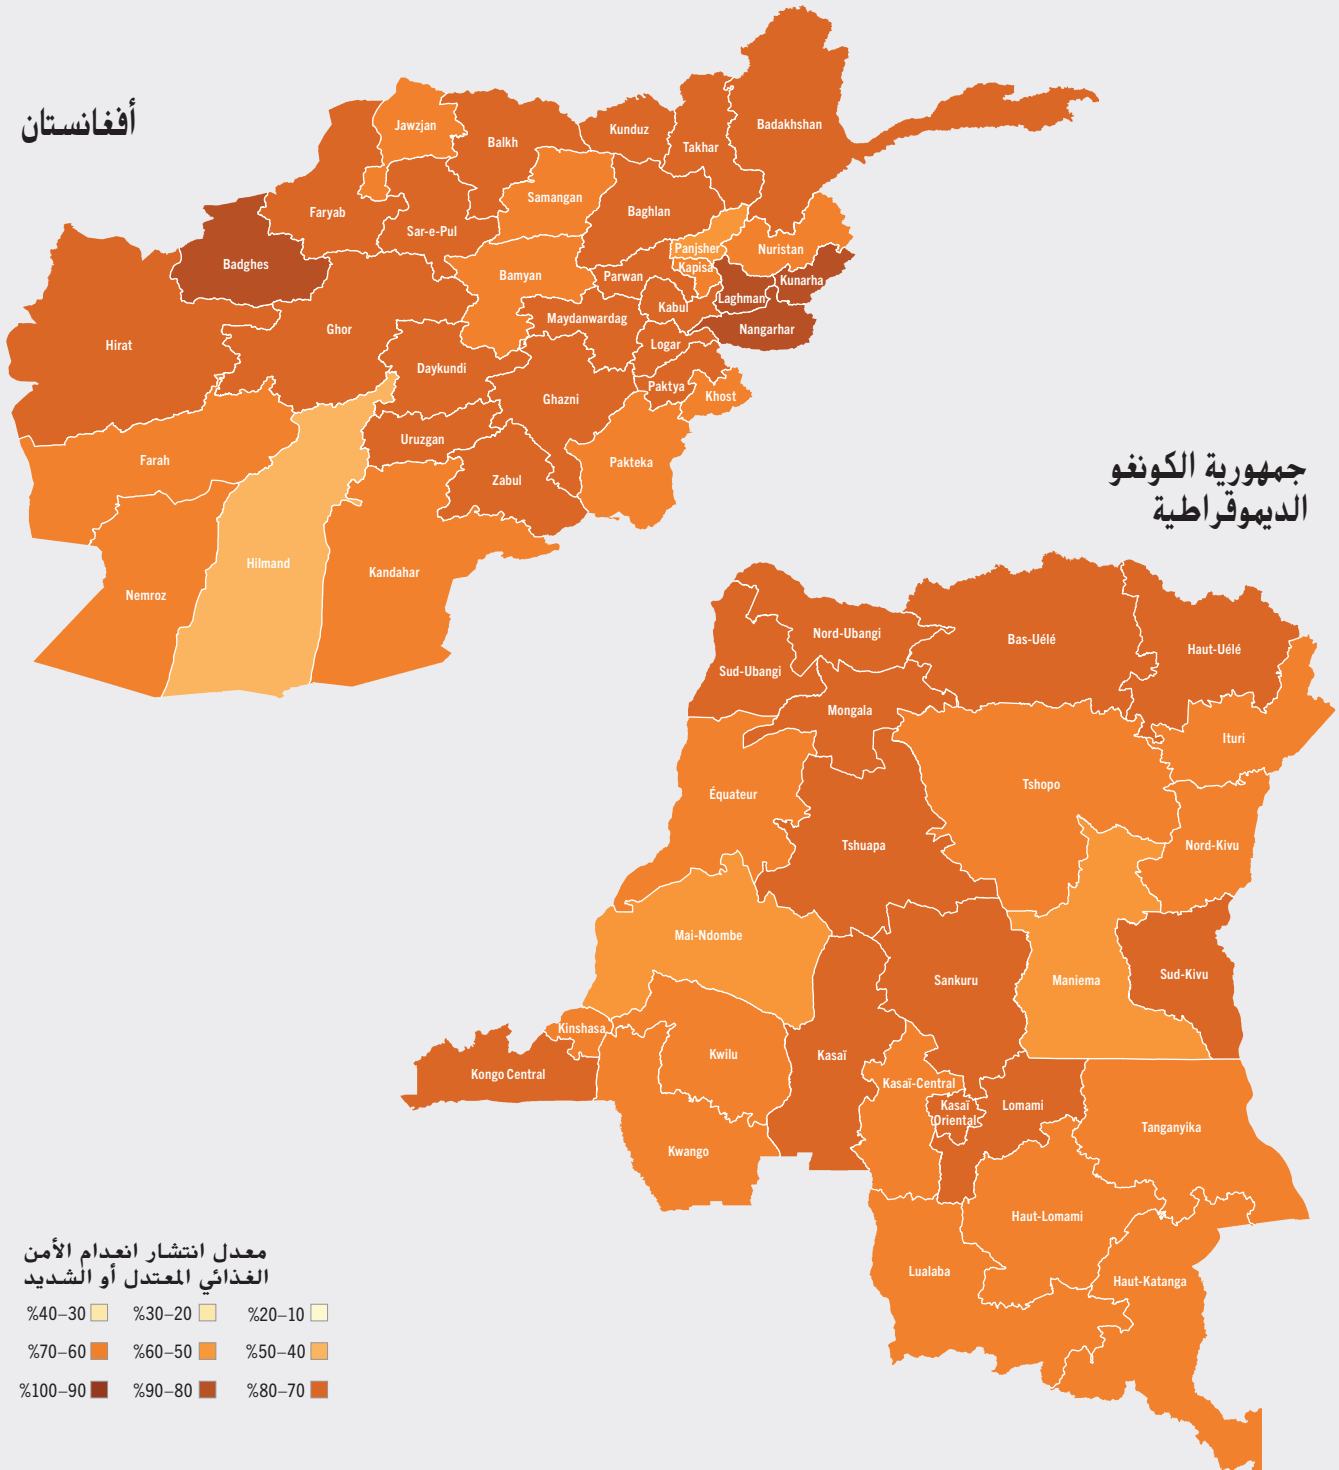 أفغانستان
Jawzjan
Balkh
Kunduz
Takhar
Badakhshan
Samangan
Faryab
Sar-e-Pul
Baghlan
Panjsher
Nuristan
Badghes
Bamyan
Parwan
Kapisa
Kunarha
Laghman
Kabul
Nangarhar
Maydanwardag
Ghor
Hirat
Logar
Daykundi
Paktya
Khost
Ghazni
Uruzgan
Farah
Zabul
Pakteka
Hilmand
Kandahar
Nemroz
جمهورية الكونغو
الديموقراطية
Nord-Ubangi
Bas-Uélé
Haut-Uélé
Sud-Ubangi
Mongala
Ituri
Tshopo
Équateur
Tshuapa
Nord-Kivu
Mai-Ndombe
Sankuru
Maniema
Sud-Kivu
Kinshasa
Kwilu
Kasaï
Kongo Central
Kasaï-Central
Kasaï
Oriental
Lomami
Tanganyika
Kwango
Haut-Lomami
Lualaba
Haut-Katanga
معدل انتشار انعدام الأمن
الغذائي المعتدل أو الشديد
%20–10 %30–20 %40–30
%50–40 %60–50 %70–60
%80–70 %90–80 %100–90